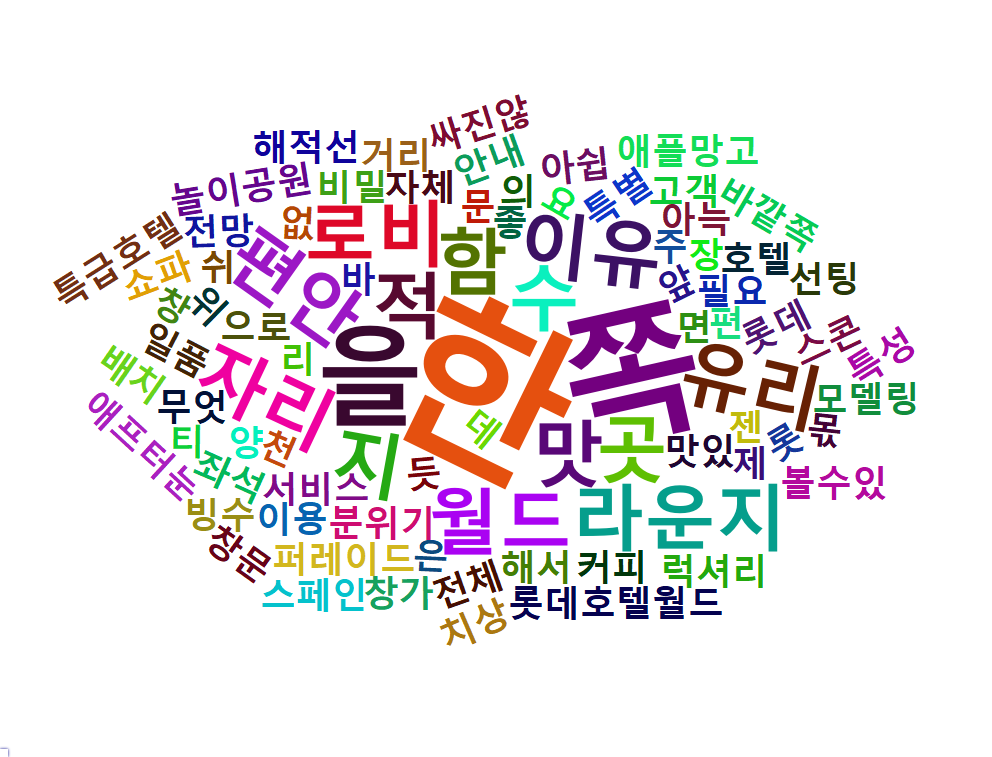 싸진않
해적선
거리
안내
아쉽
애플망고
놀이공원
비밀
자체
문
의
요
특별
고객
바깥쪽
특급호텔
전망
없
로비
좋
함
이유
아늑
주
장
호텔
소파
쉬
편안
바
적
수
앞
필요
선팅
창
위
으로
을
한
쪽
면
편
롯데
스콘
특성
일품
리
자리
유리
모델링
배치
무엇
데
맛
곳
젠
롯
몫
애프터눈
티
양
천
지
듯
맛있
제
좌석
서비스
월드
라운지
볼수있
빙수
이용
분위기
창문
퍼레이드
은
해서
커피
럭셔리
스페인
창가
전체
롯데호텔월드
치상